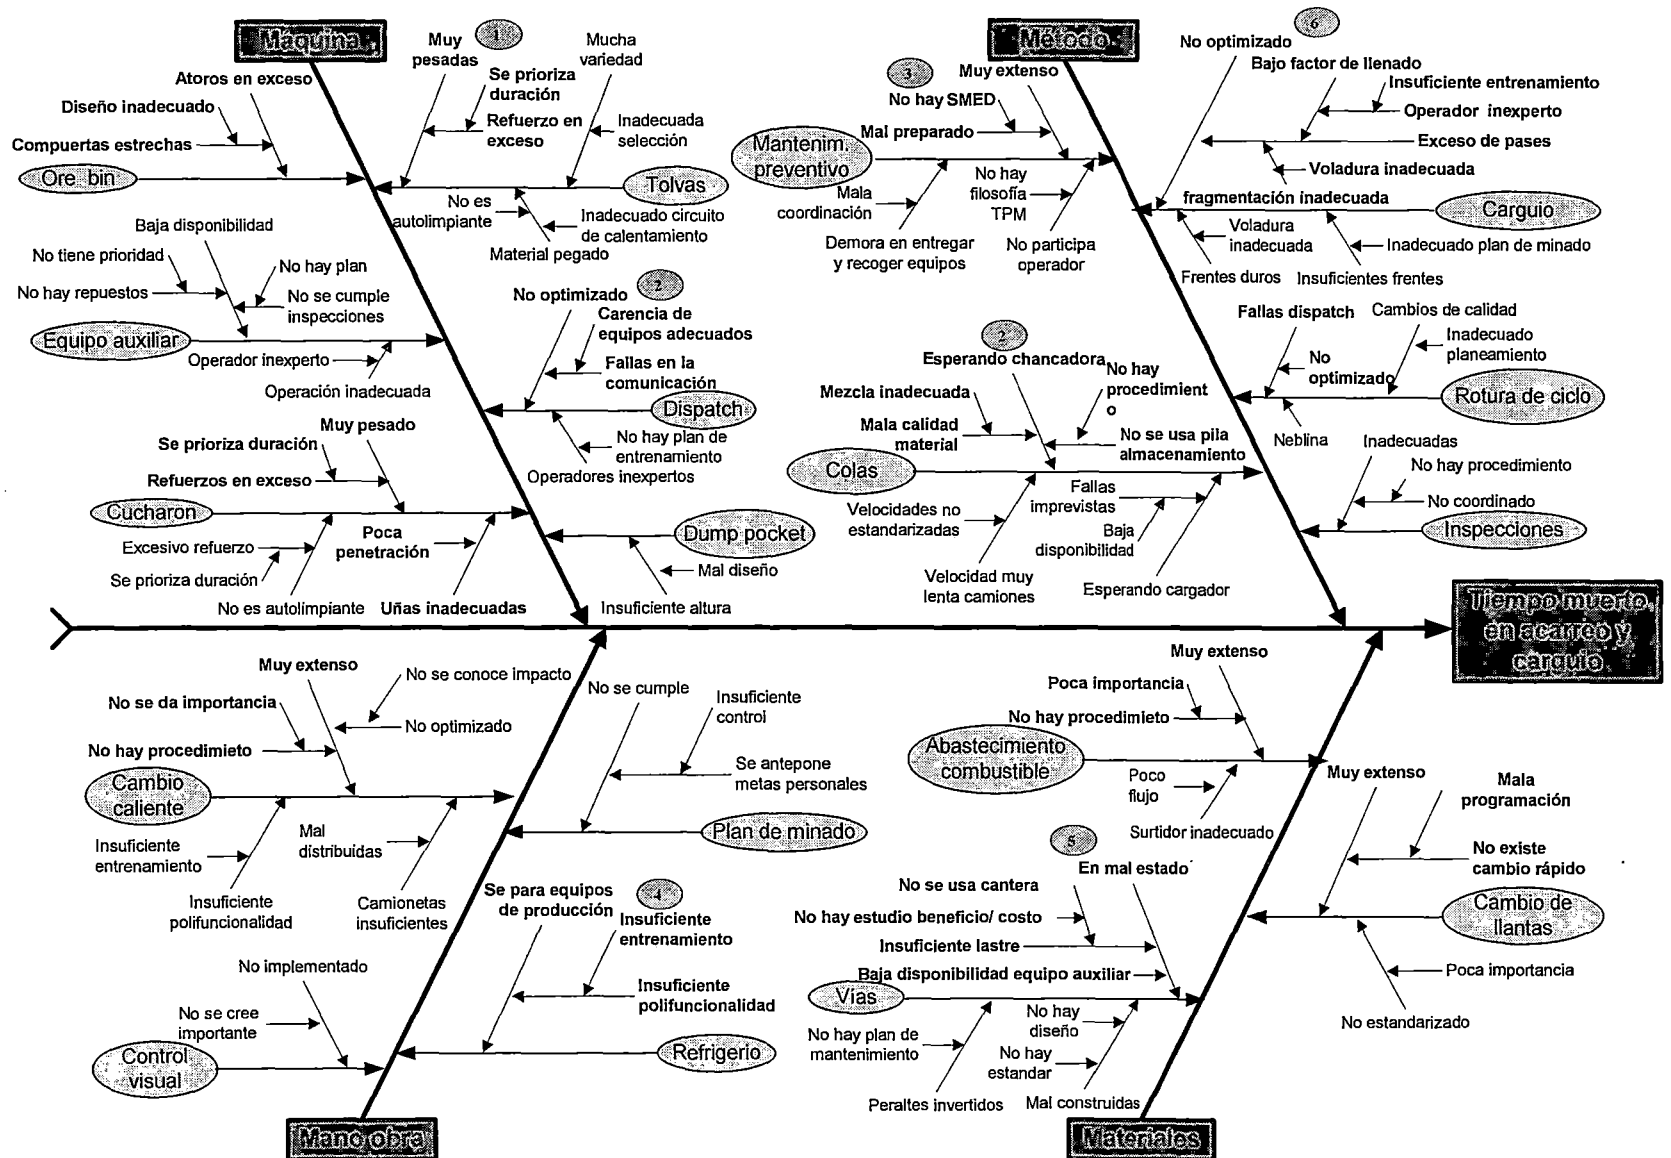 Máquina
1
Muy
pesadas
Se prioriza
duración
Refuerzo en
exceso
Mucha
variedad
Inadecuada
selección
Atoros en exceso
Diseño inadecuado
Compuertas estrechas
Ore. bin
Tolvas
No es
autolimpiante
Inadecuado circuito
de calentamiento
Material pegado
Baja disponibilidad
No tiene prioridad
No hay repuestos
No hay plan
No se cumple
inspecciones
Equipo auxiliar
Operador inexperto
Operación inadecuada
No optimizado
2
Carencia de
equipos adecuados
Fallas en la
comunicación
Dispatch
No hay plan de
entrenamiento
Operadores inexpertos
Muy pesado
Se prioriza duración
Refuerzos en exceso
Cucharon
Excesivo refuerzo
Se prioriza duración
No es autolimpiante
Poca
penetración
Uñas inadecuadas
Dump pocket
Mal diseño
Insuficiente altura
Método
3
Muy extenso
No hay SMED
Mal preparado
Mantenim.
preventivo
Mala
coordinación
Demora en entregar
y recoger equipos
No hay
filosofía
TPM
No participa
operador
6
No optimizado
Bajo factor de llenado
Insuficiente entrenamiento
Operador inexperto
Exceso de pases
Voladura inadecuada
fragmentación inadecuada
Carguio
Voladura
inadecuada
Inadecuado plan de minado
Frentes duros
Insuficientes frentes
2
Esperando chancadora
Mezcla inadecuada
Mala calidad
material
No hay
procedimient
o
No se usa pila
almacenamiento
Colas
Velocidades no
estandarizadas
Velocidad muy
lenta camiones
Fallas
imprevistas
Baja
disponibilidad
Esperando cargador
Fallas dispatch
Cambios de calidad
Inadecuado
planeamiento
No
optimizado
Rotura de ciclo
Neblina
Inadecuadas
No hay procedimiento
No coordinado
Inspecciones
Tiempo muerto
en acarreo y
carguio
Muy extenso
No se conoce impacto
No se da importancia
No optimizado
No hay procedimieto
Cambio
caliente
Insuficiente
entrenamiento
Insuficiente
polifuncionalidad
Mal
distribuidas
Camionetas
insuficientes
No se cumple
Insuficiente
control
Se antepone
metas personales
Plan de minado
Se para equipos
de producción
4
Insuficiente
entrenamiento
Insuficiente
polifuncionalidad
Refrigerio
No implementado
No se cree
importante
Control
visual
Mano obra
Muy extenso
Poca importancia
No hay procedimieto
Abastecimiento
combustible
Poco
flujo
Surtidor inadecuado
Muy extenso
Mala
programación
No existe
cambio rápido
Cambio de
llantas
Poca importancia
No estandarizado
5
En mal estado
No se usa cantera
No hay estudio beneficio/ costo
Insuficiente lastre
Baja disponibilidad equipo auxiliar
Vías
No hay plan de
mantenimiento
Peraltes invertidos
No hay
diseño
No hay
estandar
Mal construidas
Materiales